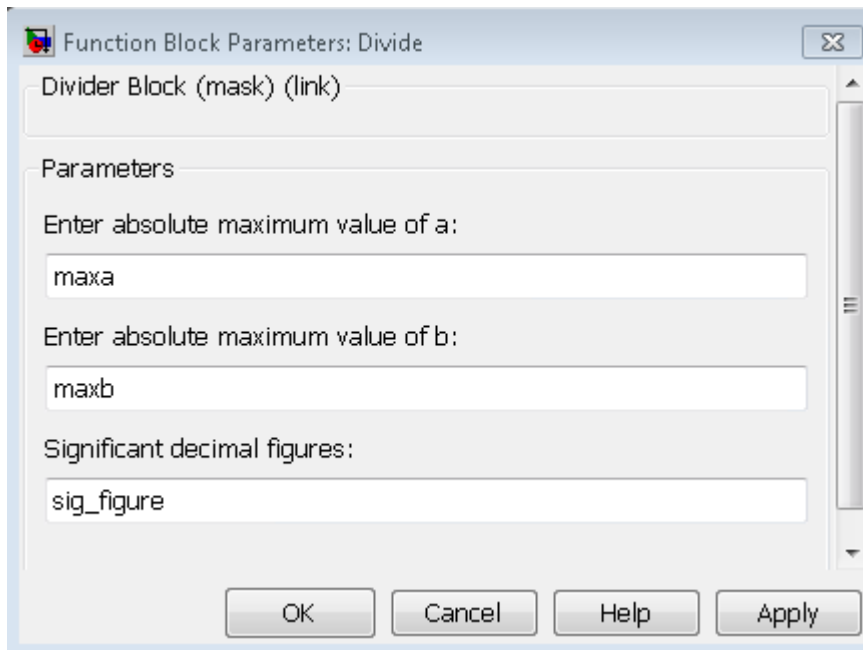 Function Block Parameters: Divide
Divider Block (mask) (link)
Parameters
Enter absolute maximum value of a:
maxa
Enter absolute maximum value of b:
maxb
Significant decimal figures:
sig_figure
OK Cancel Help Apply